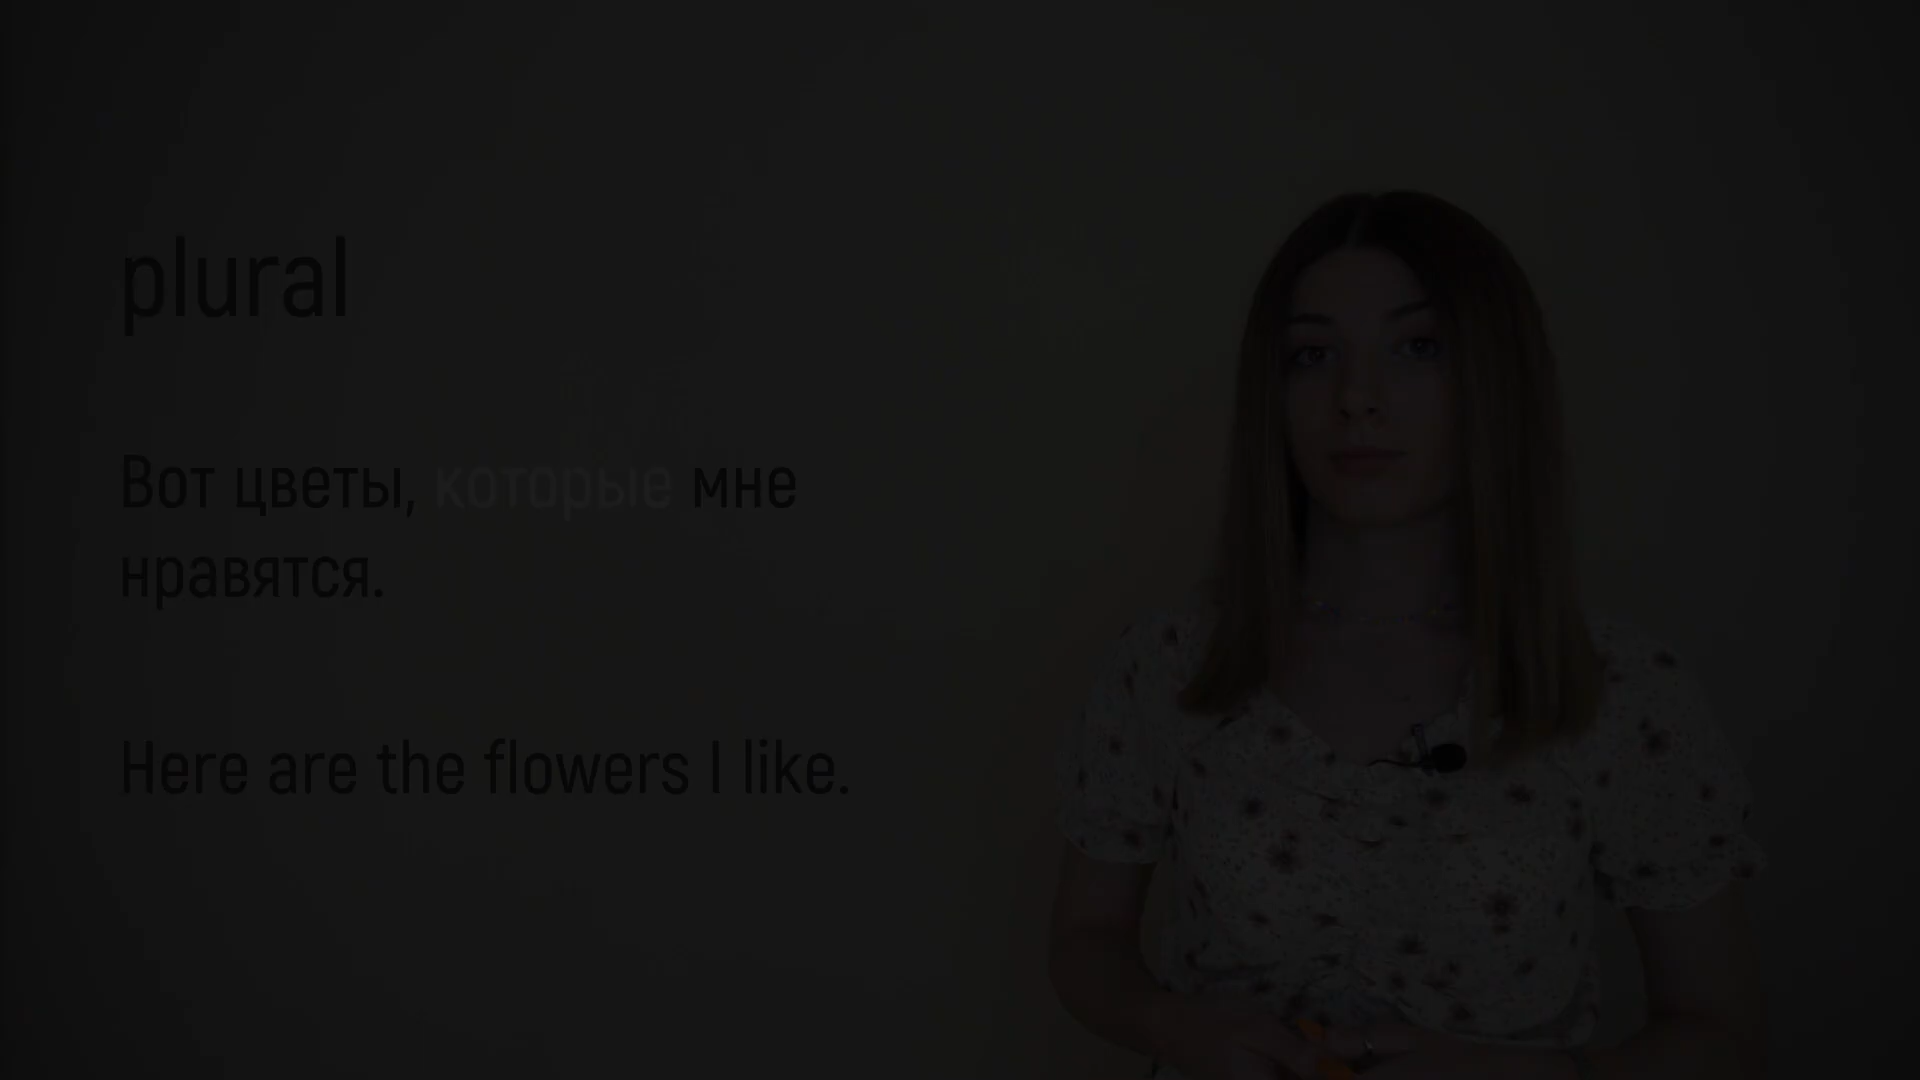 plural
Вот цветы, которые мне
нравятся.
Here are the flowers I like.